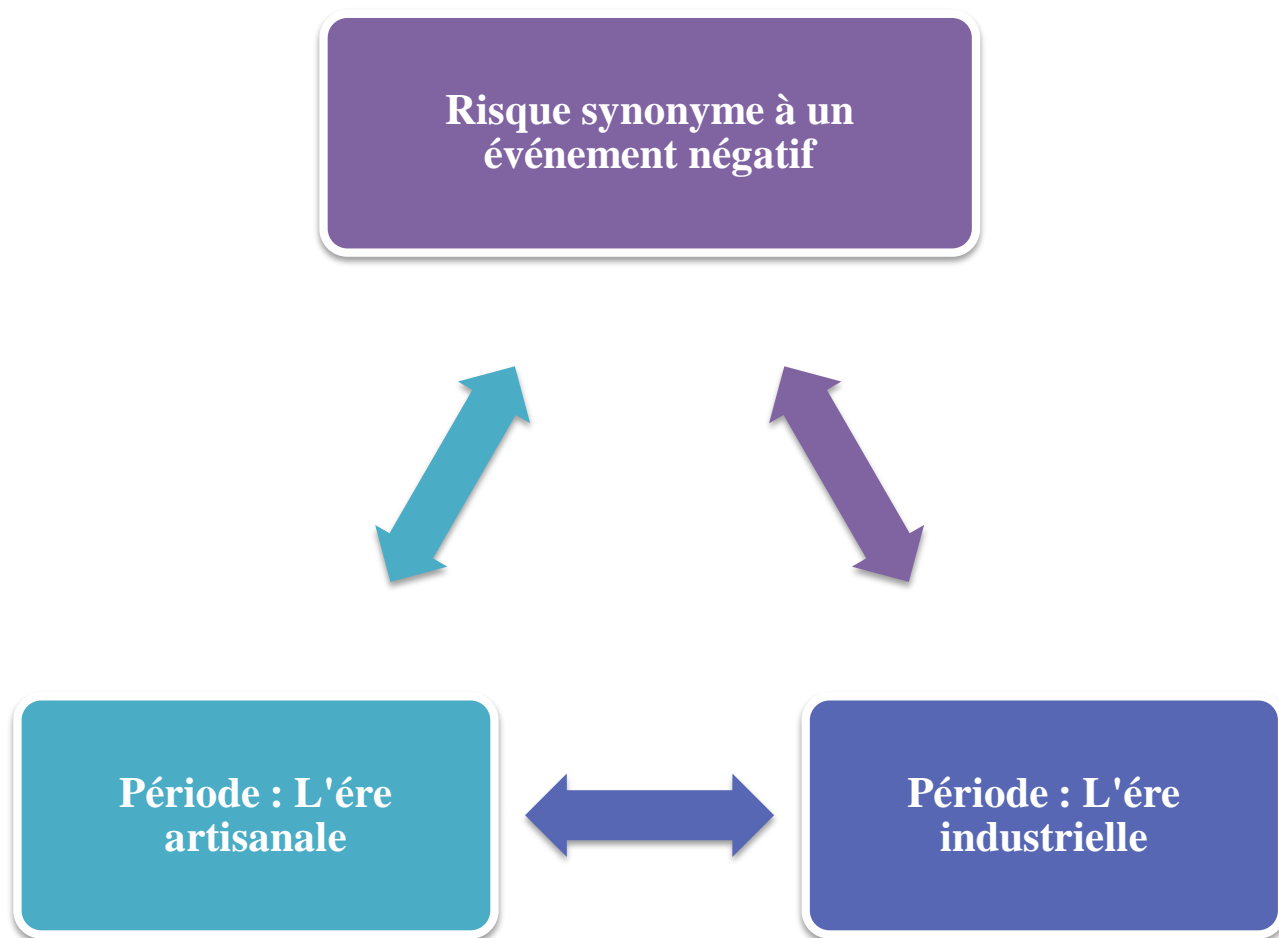 Risque synonyme à un
événement négatif
Période : L'ére
artisanale
Période : L'ére
industrielle